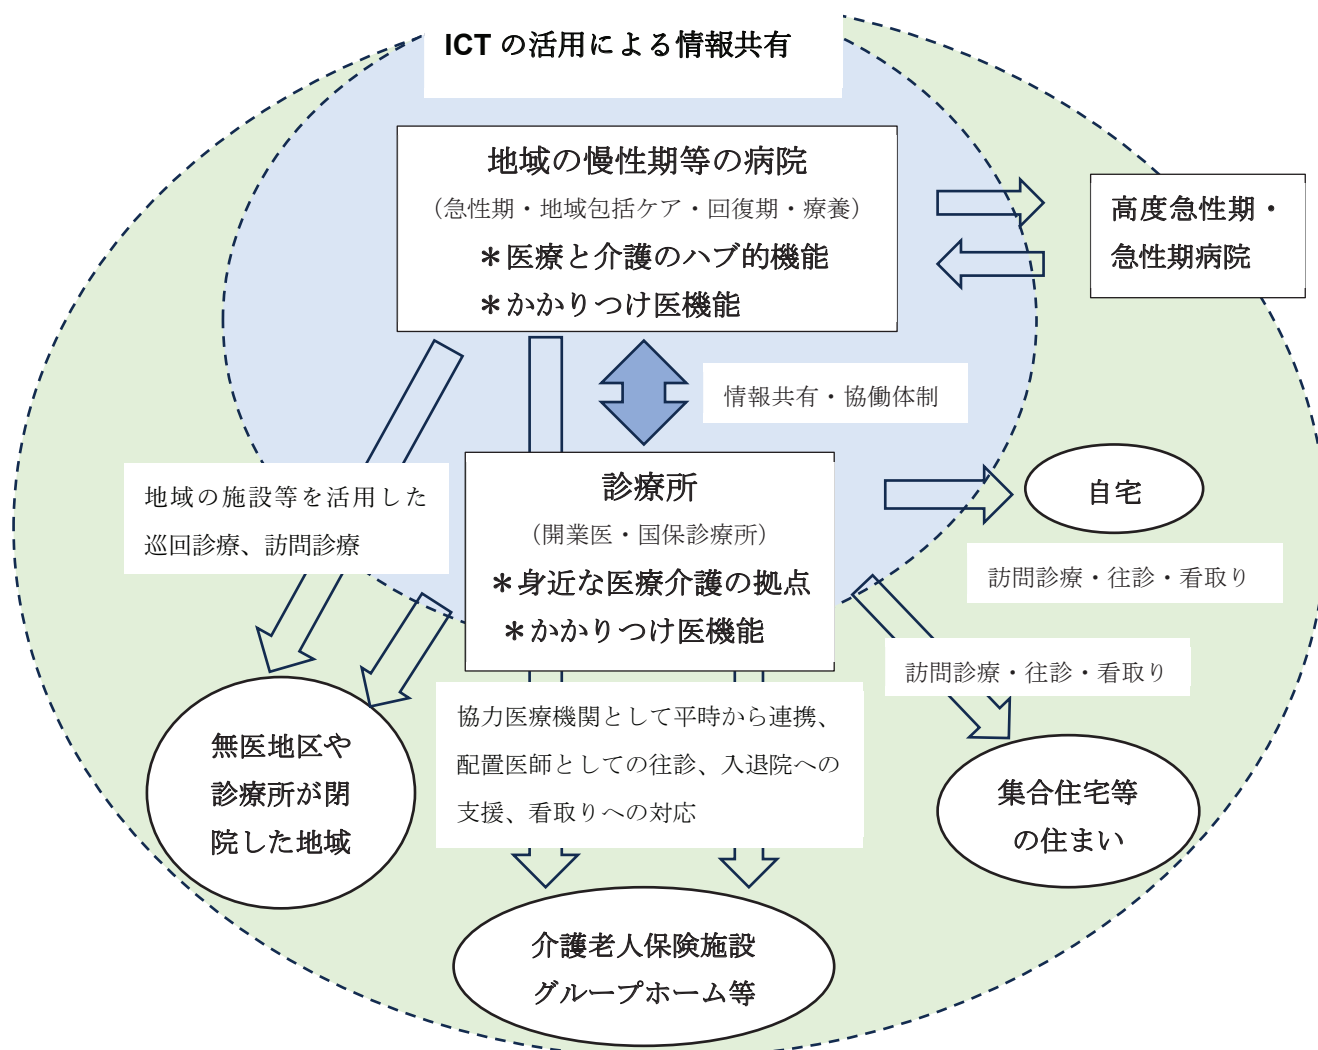 ICT の活用による情報共有
地域の慢性期等の病院
（急性期・地域包括ケア・回復期・療養）
＊医療と介護のハブ的機能
＊かかりつけ医機能
高度急性期・
急性期病院
情報共有・協働体制
地域の施設等を活用した
巡回診療、訪問診療
診療所
（開業医・国保診療所）
＊身近な医療介護の拠点
＊かかりつけ医機能
自宅
訪問診療・往診・看取り
訪問診療・往診・看取り
協力医療機関として平時から連携、
配置医師としての往診、入退院への
支援、看取りへの対応
無医地区や
診療所が閉
院した地域
集合住宅等
の住まい
介護老人保険施設
グループホーム等